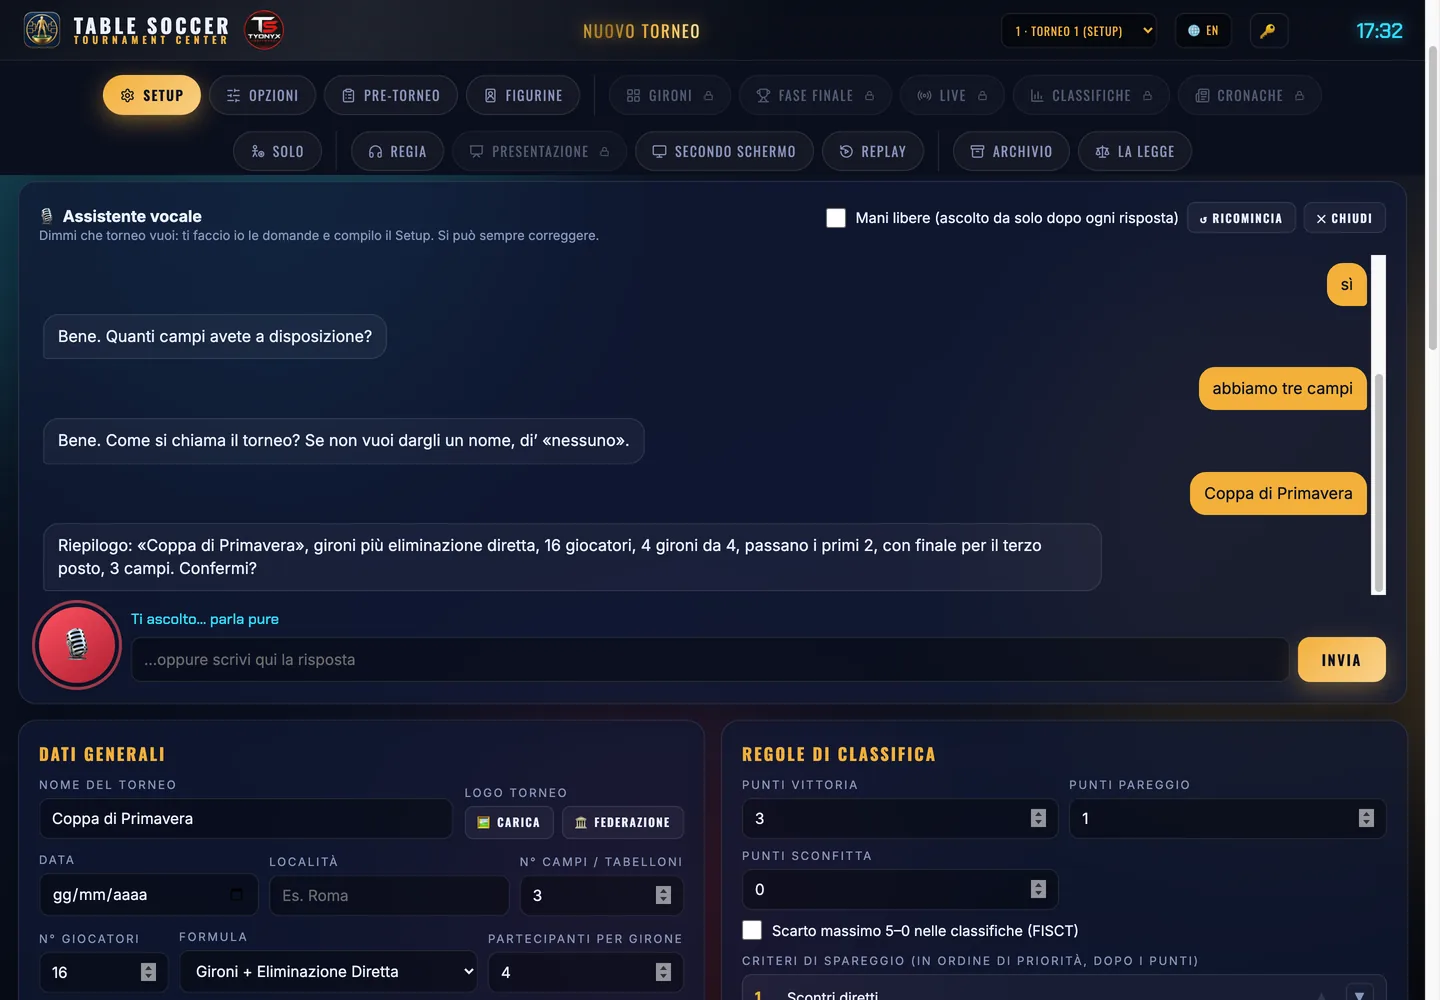 TABLE SOCCER
TOURNAMENT CENTER
TS
TYONYX
NUOVO TORNEO
1 · TORNEO 1 (SETUP)
EN
17:32
SETUP
OPZIONI
PRE-TORNEO
FIGURINE
GIRONI
FASE FINALE
LIVE
CLASSIFICHE
CRONACHE
SOLO
REGIA
PRESENTAZIONE
SECONDO SCHERMO
REPLAY
ARCHIVIO
LA LEGGE
Assistente vocale
Dimmi che torneo vuoi: ti faccio io le domande e compilo il Setup. Si può sempre correggere.
Mani libere (ascolto da solo dopo ogni risposta)
↺ RICOMINCIA
✕ CHIUDI
sì
Bene. Quanti campi avete a disposizione?
abbiamo tre campi
Bene. Come si chiama il torneo? Se non vuoi dargli un nome, di’ «nessuno».
Coppa di Primavera
Riepilogo: «Coppa di Primavera», gironi più eliminazione diretta, 16 giocatori, 4 gironi da 4, passano i primi 2, con finale per il terzo
posto, 3 campi. Confermi?
Ti ascolto… parla pure
…oppure scrivi qui la risposta
INVIA
DATI GENERALI
NOME DEL TORNEO
LOGO TORNEO
Coppa di Primavera
CARICA
FEDERAZIONE
DATA
LOCALITÀ
N° CAMPI / TABELLONI
gg/mm/aaaa
Es. Roma
3
N° GIOCATORI
FORMULA
PARTECIPANTI PER GIRONE
16
Gironi + Eliminazione Diretta
4
REGOLE DI CLASSIFICA
PUNTI VITTORIA
PUNTI PAREGGIO
3
1
PUNTI SCONFITTA
0
Scarto massimo 5–0 nelle classifiche (FISCT)
CRITERI DI SPAREGGIO (IN ORDINE DI PRIORITÀ, DOPO I PUNTI)
1 Scontri diretti